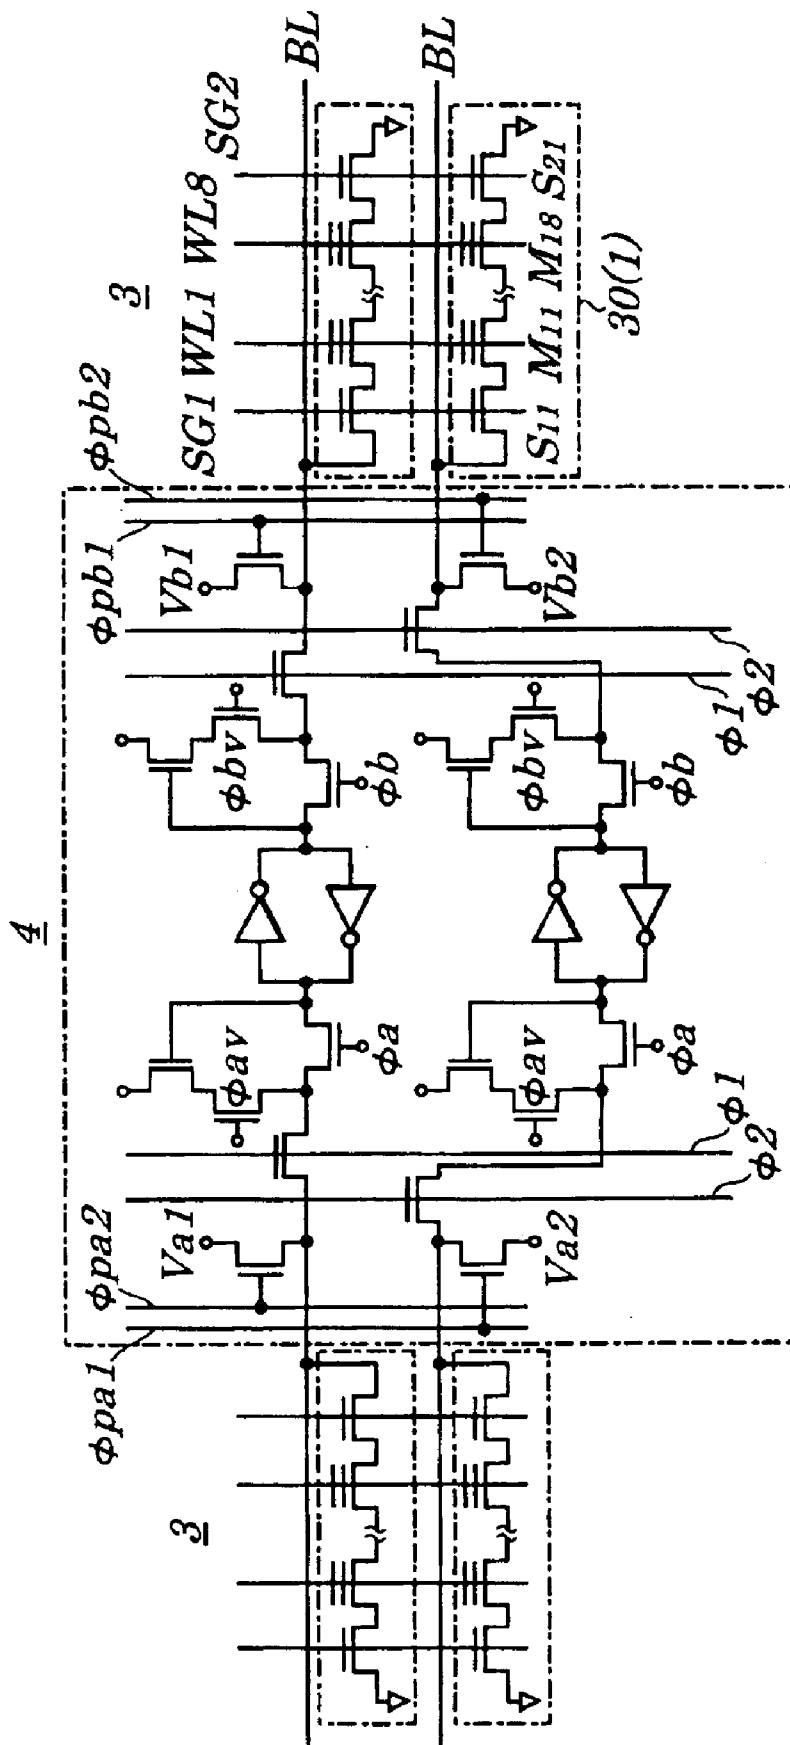 4
3
3
φpa1
φpa2
Va1
φav
φa
φbv
φb
Vb1
φpb1
φpb2
SG1
WL1
WL8
SG2
BL
BL
Va2
φ2
φ1
φav
φa
φbv
φb
φ1
φ2
Vb2
S11
M11
M18
S21
30(1)